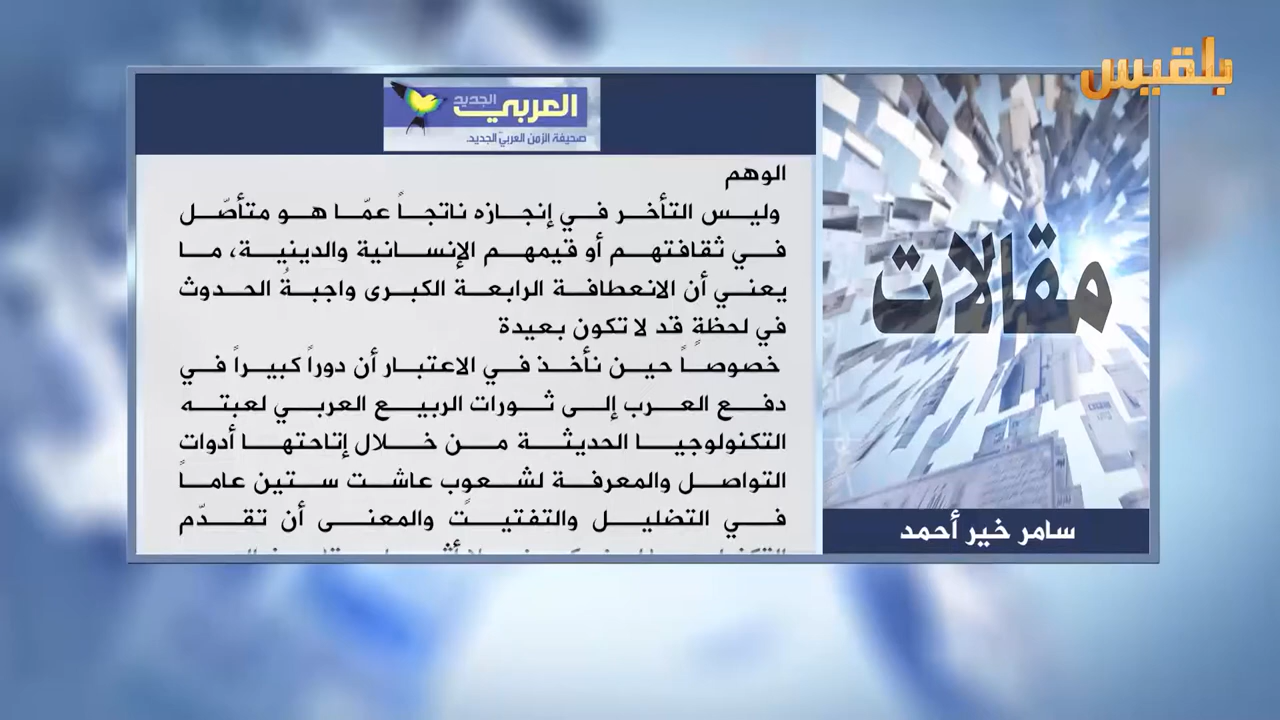 بلقيس
العربي الجديد
صحيفة الزمن العربيّ الجديد.
الوهم
وليس التأخر في إنجازه ناتجاً عمّا هو متأصّل
في ثقافتهم أو قيمهم الإنسانية والدينية، ما
يعني أن الانعطافة الرابعة الكبرى واجبةُ الحدوث
في لحظةٍ قد لا تكون بعيدة
خصوصاً حين نأخذ في الاعتبار أن دوراً كبيراً في
دفع العرب إلى ثورات الربيع العربي لعبته
التكنولوجيا الحديثة من خلال إتاحتها أدوات
التواصل والمعرفة لشعوب عاشت ستين عاماً
في التضليل والتفتيت والمعنى أن تقدّم
مقالات
سامر خير أحمد